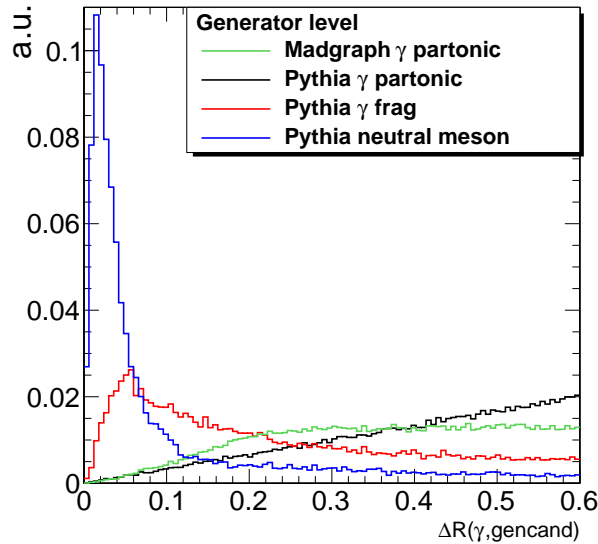 a.u.
Generator level
Madgraph γ partonic
Pythia γ partonic
Pythia γ frag
Pythia neutral meson
0.1
0.08
0.06
0.04
0.02
0
0 0.1 0.2 0.3 0.4 0.5 0.6
ΔR(γ,gencand)